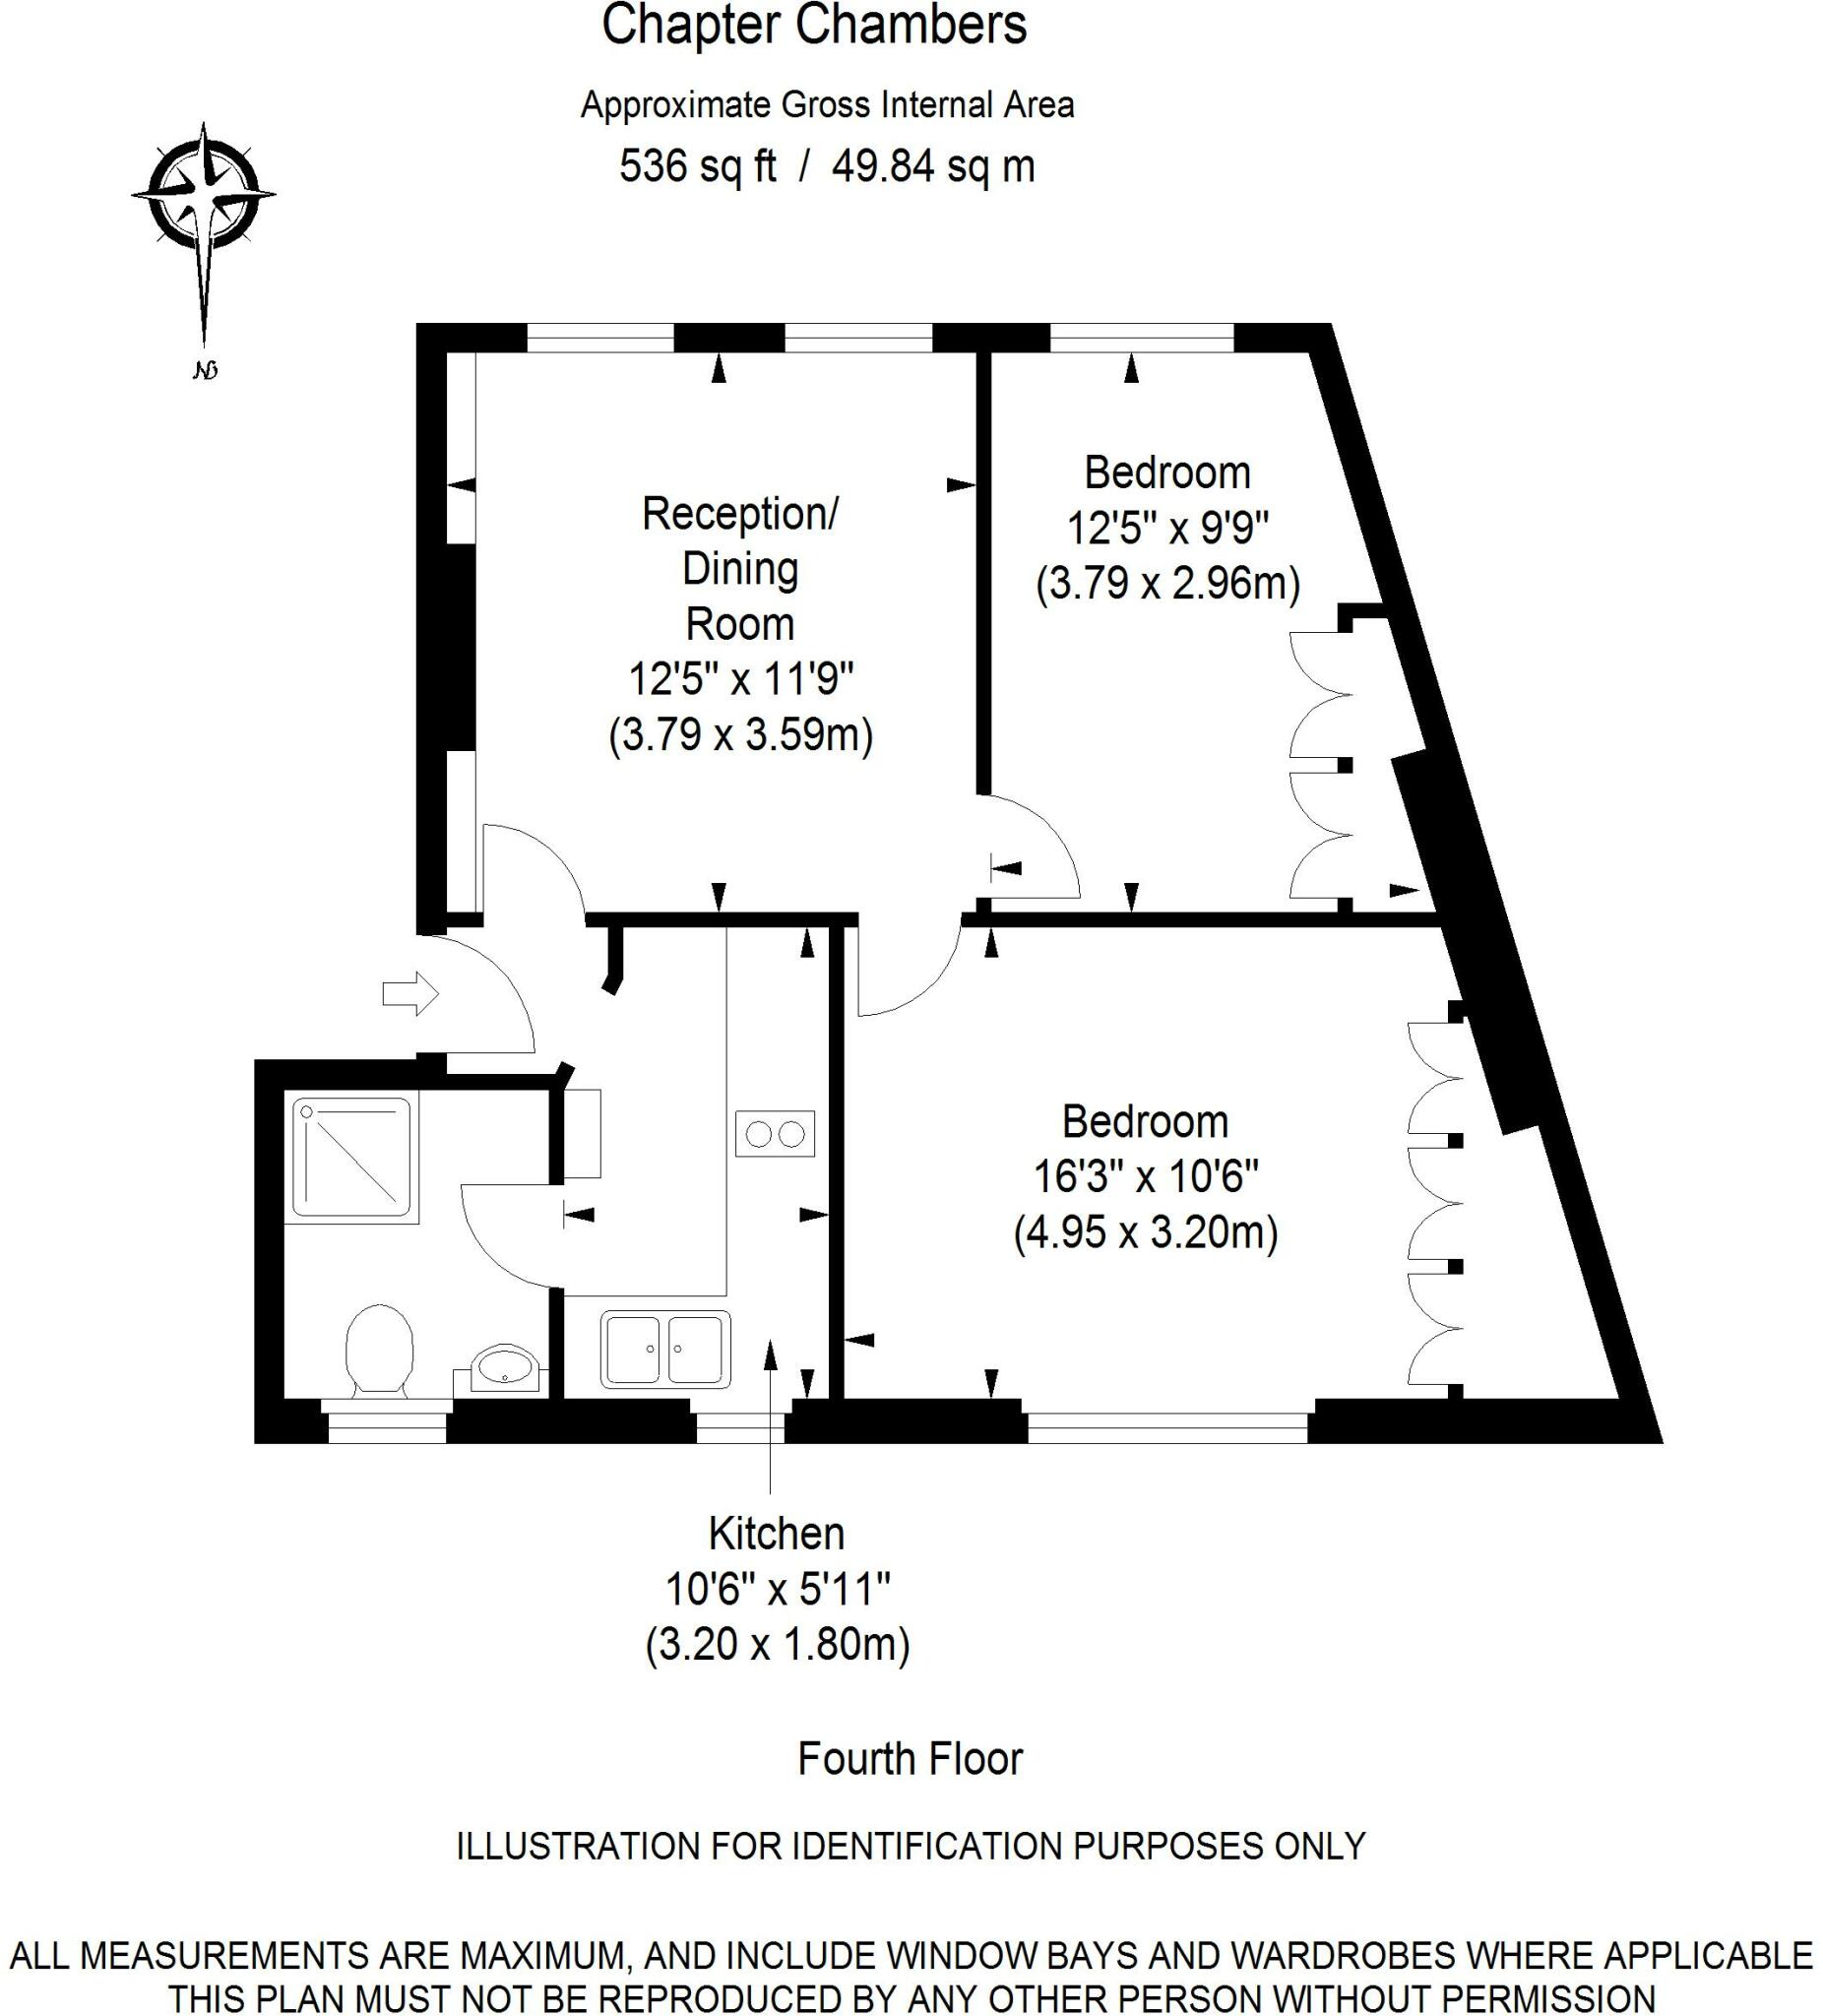 Chapter Chambers
Approximate Gross Internal Area
536 sq ft / 49.84 sq m
N
Bedroom
12'5" x 9'9"
(3.79 x 2.96m)
Reception/
Dining
Room
12'5" x 11'9"
(3.79 x 3.59m)
Bedroom
16'3" x 10'6"
(4.95 x 3.20m)
Kitchen
10'6" x 5'11"
(3.20 x 1.80m)
Fourth Floor
ILLUSTRATION FOR IDENTIFICATION PURPOSES ONLY
ALL MEASUREMENTS ARE MAXIMUM, AND INCLUDE WINDOW BAYS AND WARDROBES WHERE APPLICABLE
THIS PLAN MUST NOT BE REPRODUCED BY ANY OTHER PERSON WITHOUT PERMISSION